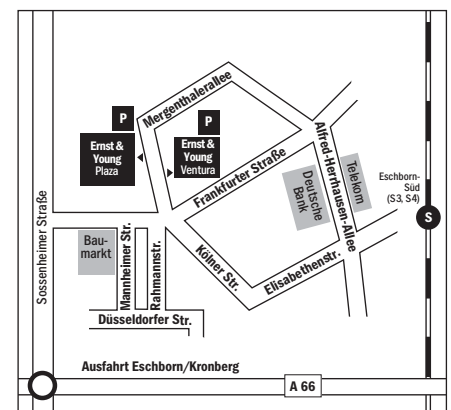 Mergenthalerallee
P
P
Ernst &
Young
Plaza
Ernst &
Young
Ventura
Alfred-Herrhausen-Allee
Frankfurter Straße
Telekom
Deutsche
Bank
Eschborn-
Süd
(S3, S4)
S
Sossenheimer Straße
Bau-
markt
Mannheimer Str.
Rahmannstr.
Kölner Str.
Elisabethenstr.
Düsseldorfer Str.
Ausfahrt Eschborn/Kronberg
A 66